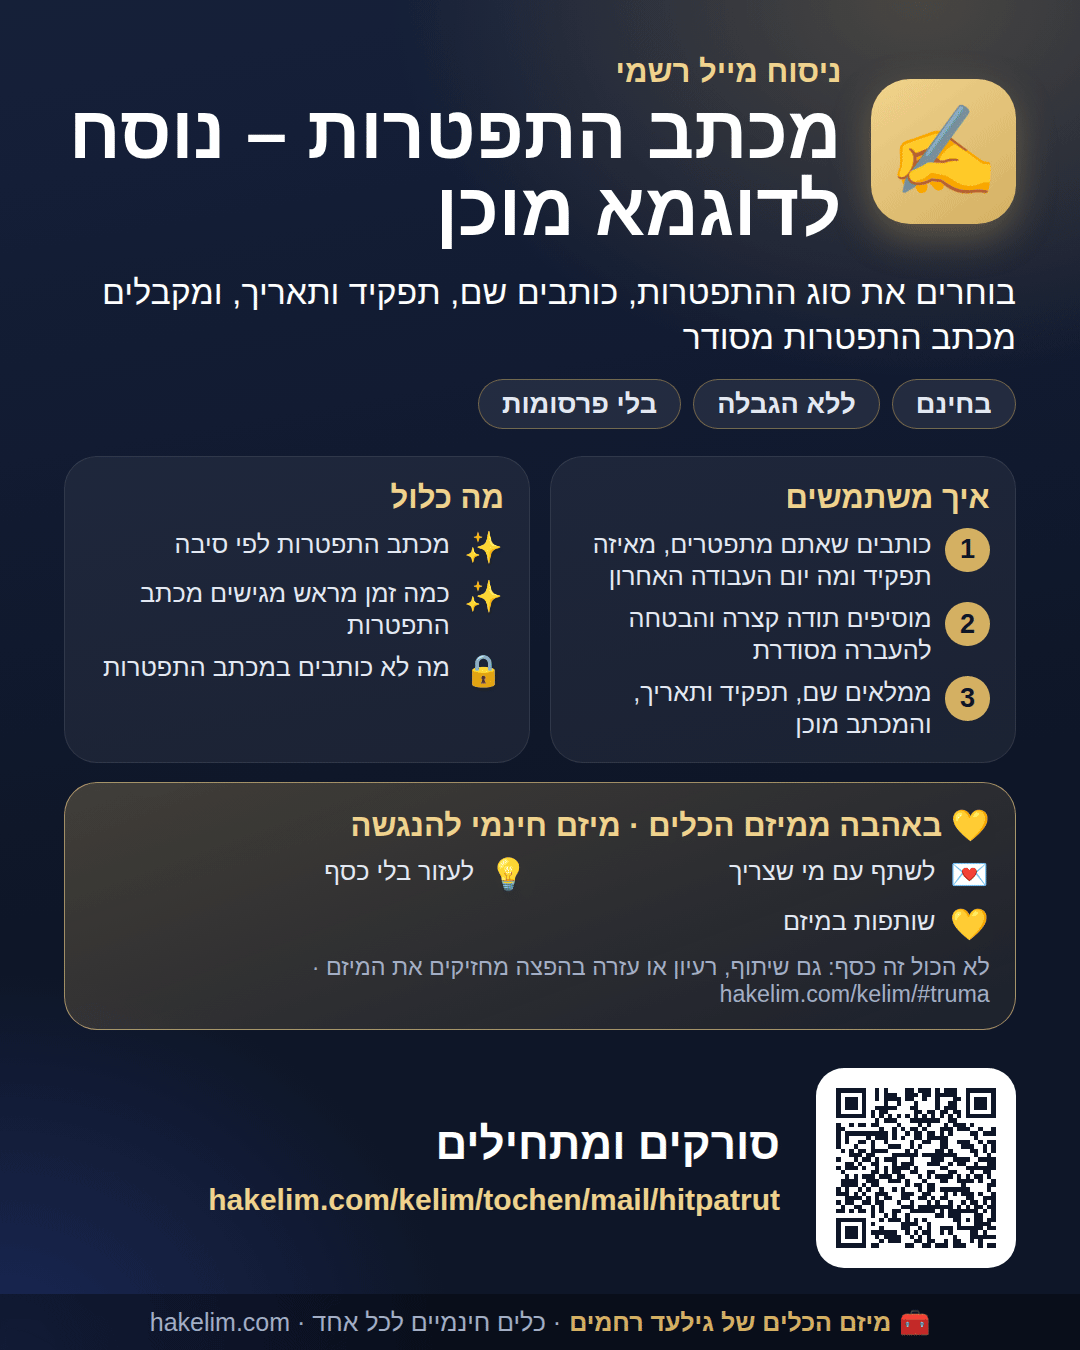 ניסוח מייל רשמי
מכתב התפטרות – נוסח
לדוגמא מוכן
בוחרים את סוג ההתפטרות, כותבים שם, תפקיד ותאריך, ומקבלים
מכתב התפטרות מסודר
בחינם
ללא הגבלה
בלי פרסומות
איך משתמשים
1
כותבים שאתם מתפטרים, מאיזה
תפקיד ומה יום העבודה האחרון
2
מוסיפים תודה קצרה והבטחה
להעברה מסודרת
3
ממלאים שם, תפקיד ותאריך,
והמכתב מוכן
מה כלול
✨ מכתב התפטרות לפי סיבה
✨ כמה זמן מראש מגישים מכתב
התפטרות
🔒 מה לא כותבים במכתב התפטרות
💛 באהבה ממיזם הכלים · מיזם חינמי להנגשה
💌 לשתף עם מי שצריך
💡 לעזור בלי כסף
💛 שותפות במיזם
לא הכול זה כסף: גם שיתוף, רעיון או עזרה בהפצה מחזיקים את המיזם ·
hakelim.com/kelim/#truma
סורקים ומתחילים
hakelim.com/kelim/tochen/mail/hitpatrut
🧰 מיזם הכלים של גילעד רחמים · כלים חינמיים לכל אחד · hakelim.com